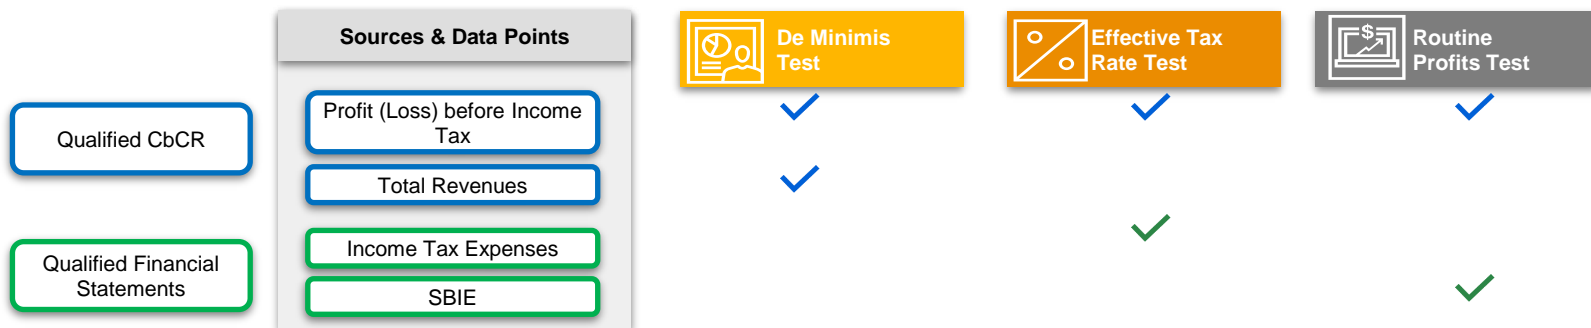 Sources & Data Points
De Minimis
Test
Effective Tax
Rate Test
$
Routine
Profits Test
Qualified CbCR
Profit (Loss) before Income
Tax
Total Revenues
Qualified Financial
Statements
Income Tax Expenses
SBIE